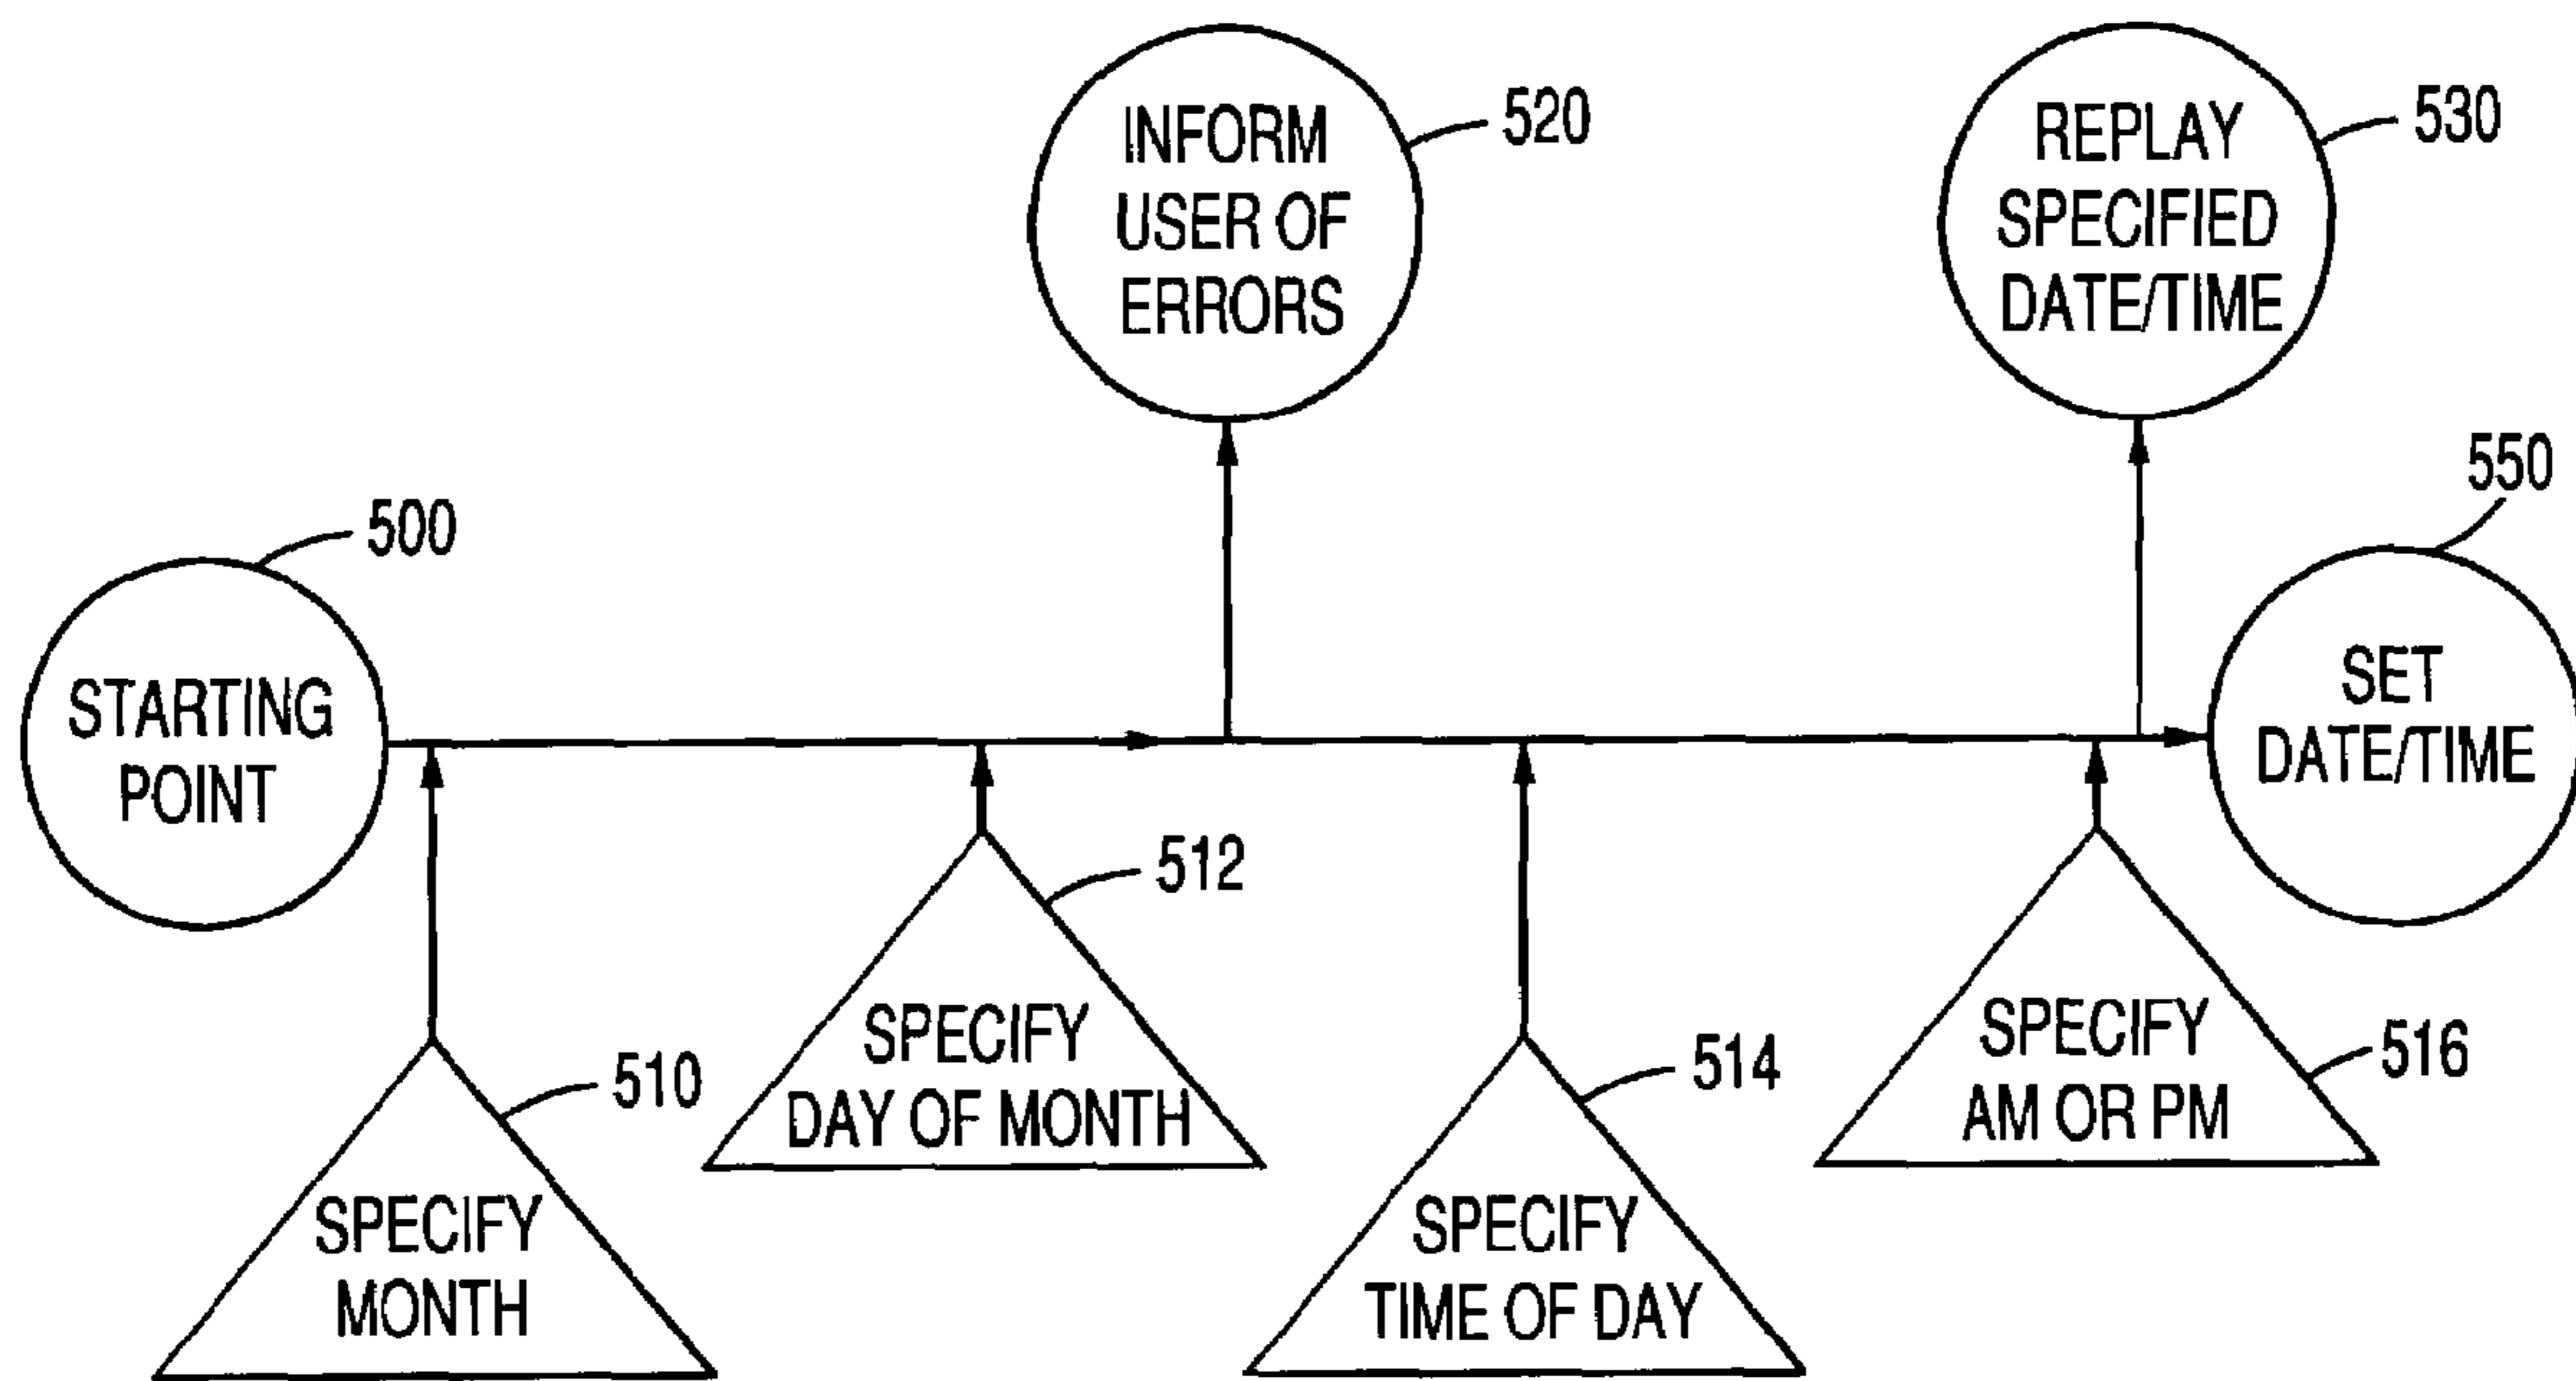 INFORM
USER OF
ERRORS
520
REPLAY
SPECIFIED
DATE/TIME
530
500
STARTING
POINT
550
SET
DATE/TIME
510
SPECIFY
MONTH
512
SPECIFY
DAY OF MONTH
514
SPECIFY
TIME OF DAY
516
SPECIFY
AM OR PM